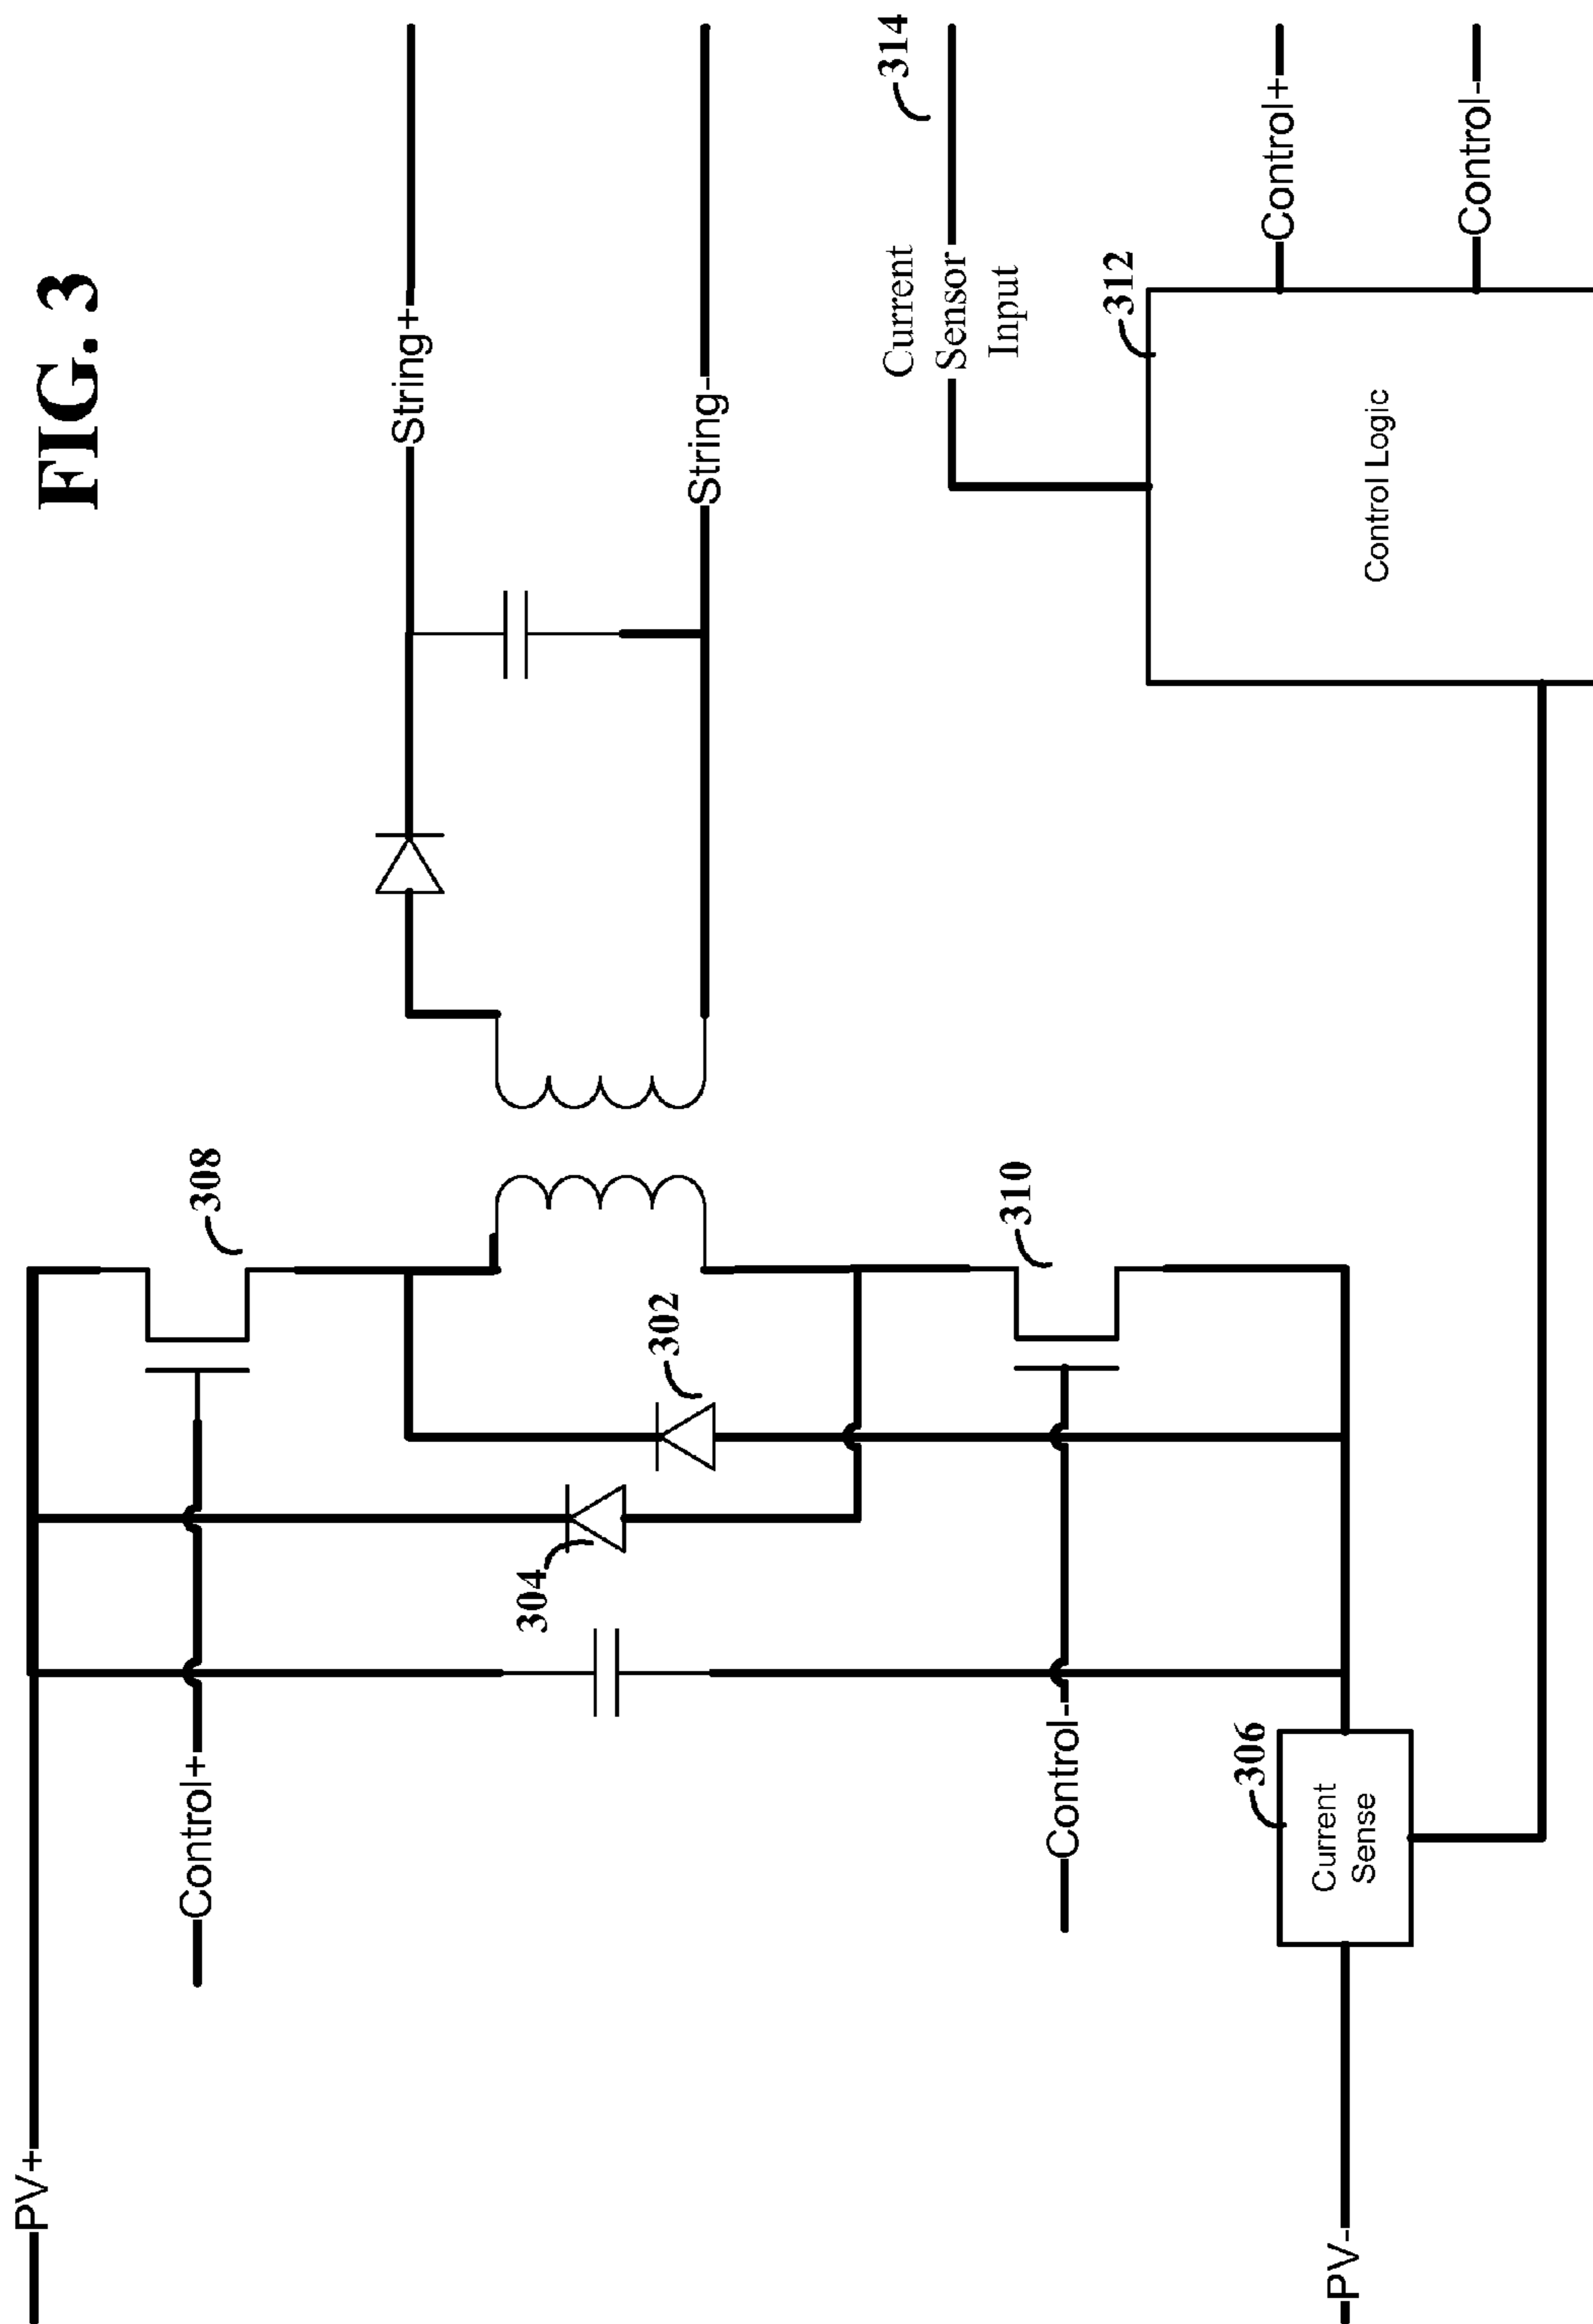 FIG. 3
PV+
Control+
308
String+
304
302
String-
Control-
310
Current
Sensor
Input
314
306
Current
Sense
312
Control Logic
Control+
Control-
PV-